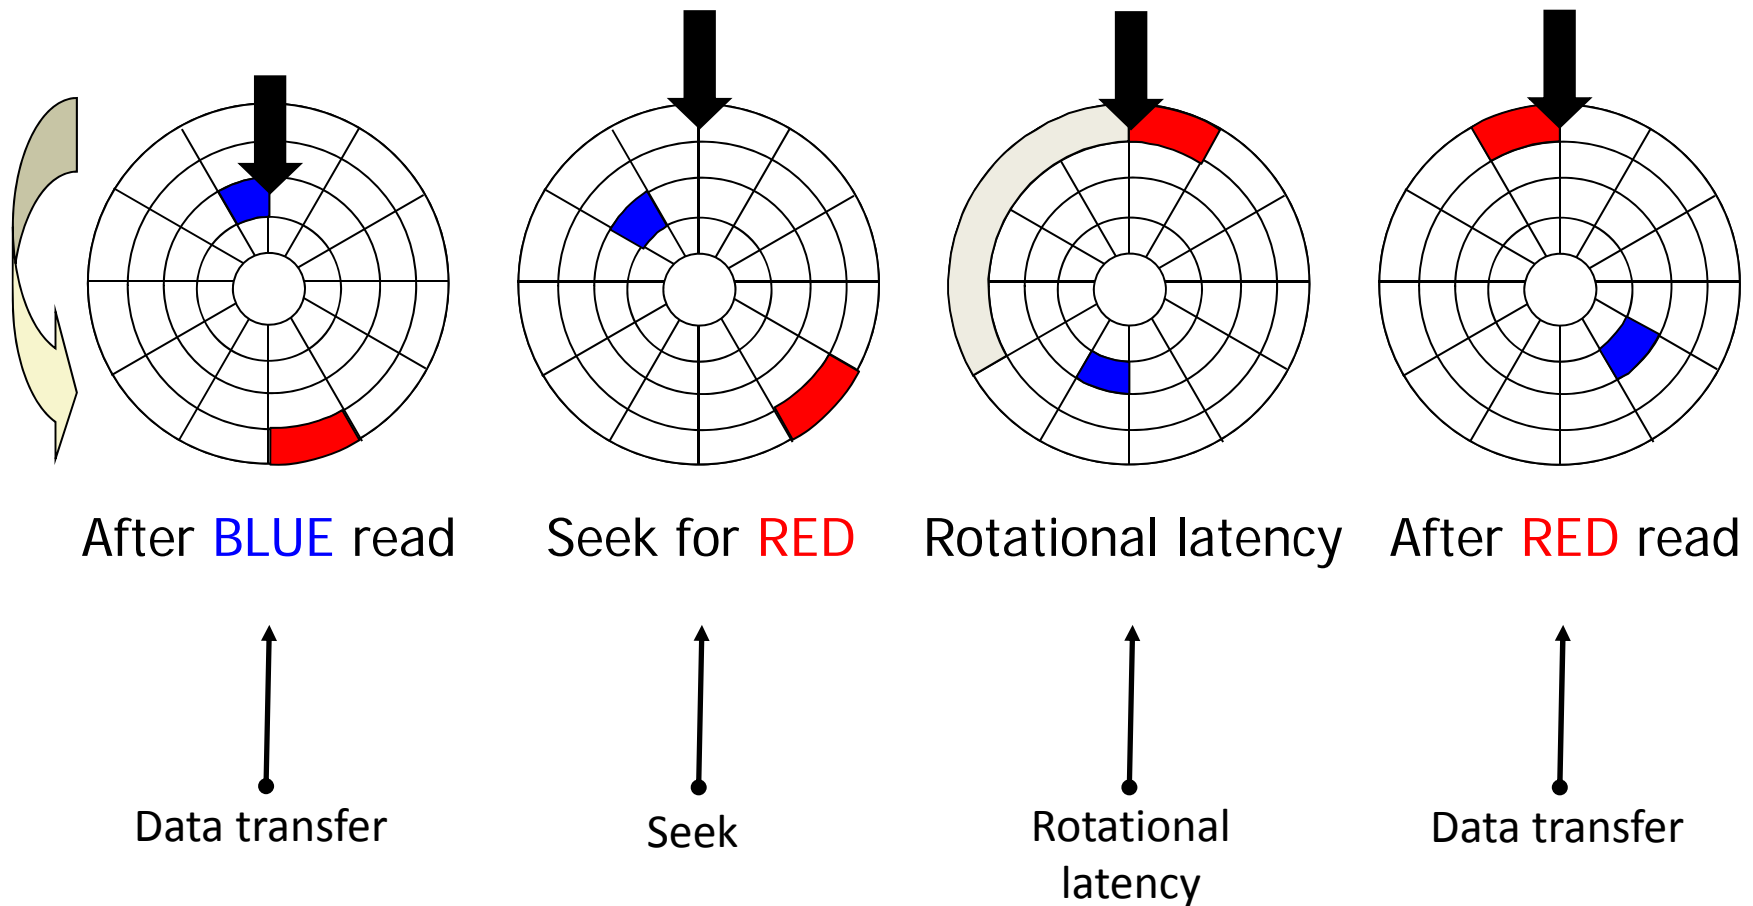 After BLUE read
Seek for RED
Rotational latency
After RED read
Data transfer
Seek
Rotational
latency
Data transfer